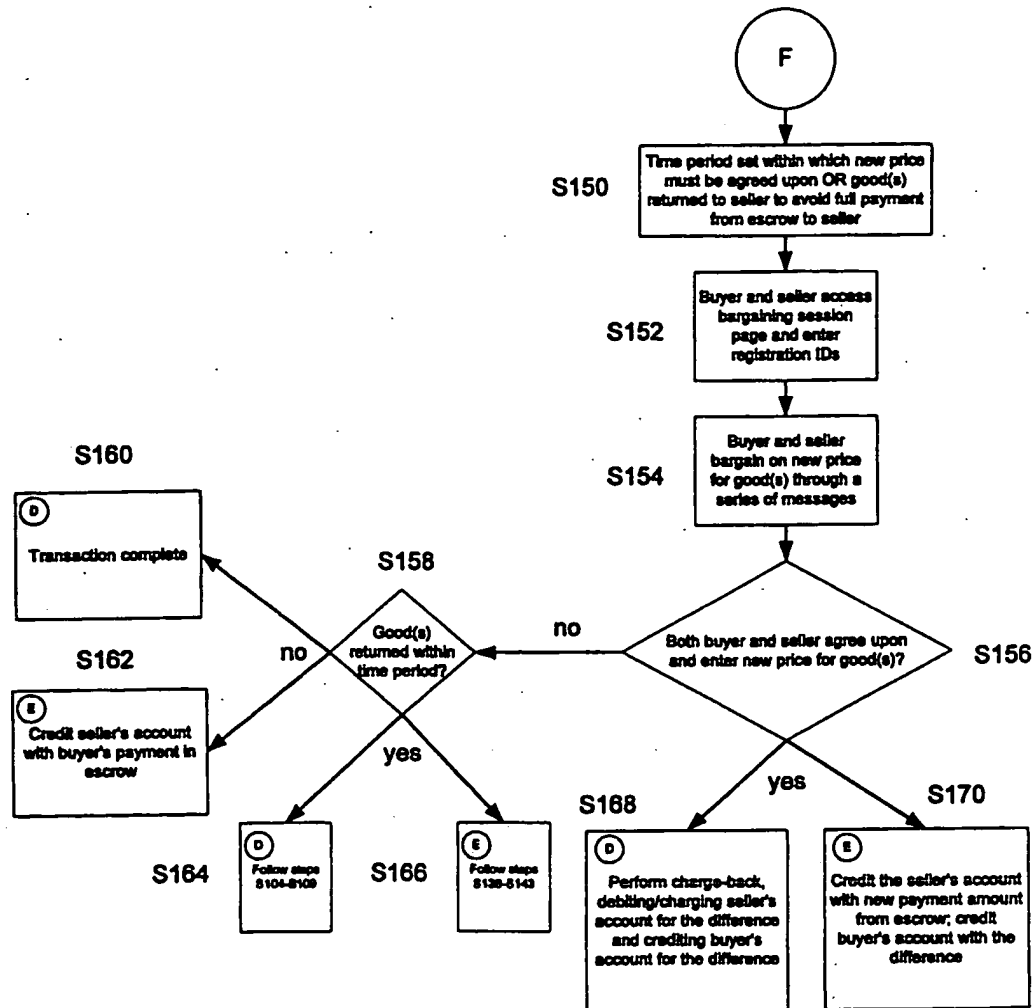 F
S150
Time period set within which new price
must be agreed upon OR good(s)
returned to seller to avoid full payment
from escrow to seller
S152
Buyer and seller access
bargaining session
page and enter
registration IDs
S154
Buyer and seller
bargain on new price
for good(s) through a
series of messages
S160
D
Transaction complete
S158
Good(s)
returned within
time period?
no
no
Both buyer and seller agree upon
and enter new price for good(s)?
S156
S162
E
Credit seller's account
with buyer's payment in
escrow
yes
yes
S164
D
Follow steps
S104-S109
S166
E
Follow steps
S138-S143
S168
D
Perform charge-back,
debiting/charging seller's
account for the difference
and crediting buyer's
account for the difference
S170
E
Credit the seller's account
with new payment amount
from escrow; credit
buyer's account with the
difference